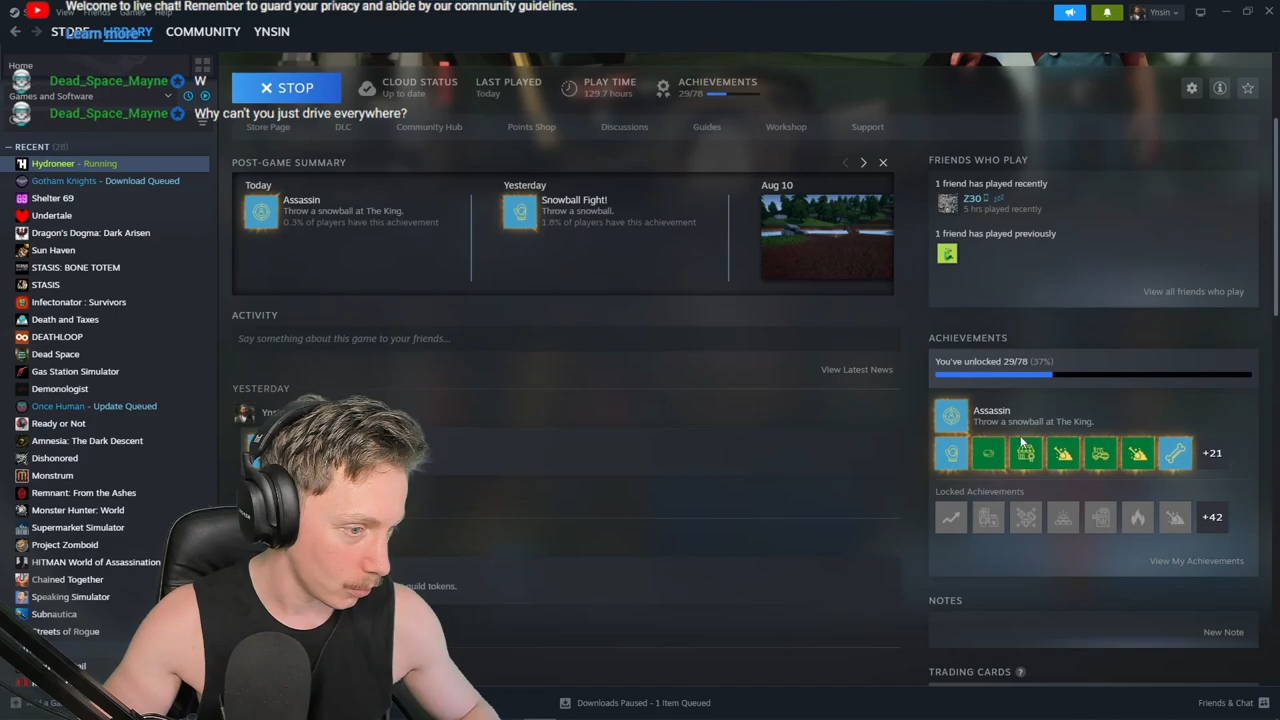 Welcome to live chat! Remember to guard your privacy and abide by our community guidelines.
Learn more
View Friends Games Help
Ynsin
STORE LIBRARY COMMUNITY YNSIN
Home
Dead_Space_Mayne W
Games and Software
Dead_Space_Mayne Why can't you just drive everywhere?
RECENT (28)
Hydroneer - Running
Gotham Knights - Download Queued
Shelter 69
Undertale
Dragon's Dogma: Dark Arisen
Sun Haven
STASIS: BONE TOTEM
STASIS
Infectonator : Survivors
Death and Taxes
DEATHLOOP
Dead Space
Gas Station Simulator
Demonologist
Once Human - Update Queued
Ready or Not
Amnesia: The Dark Descent
Dishonored
Monstrum
Remnant: From the Ashes
Monster Hunter: World
Supermarket Simulator
Project Zomboid
HITMAN World of Assassination
Chained Together
Speaking Simulator
Subnautica
Streets of Rogue
STOP
CLOUD STATUS
Up to date
LAST PLAYED
Today
PLAY TIME
129.7 hours
ACHIEVEMENTS
29/78
Store Page DLC Community Hub Points Shop Discussions Guides Workshop Support
POST-GAME SUMMARY
Today
Assassin
Throw a snowball at The King.
0.3% of players have this achievement
Yesterday
Snowball Fight!
Throw a snowball.
1.8% of players have this achievement
Aug 10
ACTIVITY
Say something about this game to your friends...
View Latest News
YESTERDAY
guild tokens.
FRIENDS WHO PLAY
1 friend has played recently
Z30
5 hrs played recently
1 friend has played previously
View all friends who play
ACHIEVEMENTS
You've unlocked 29/78 (37%)
Assassin
Throw a snowball at The King.
+21
Locked Achievements
+42
View My Achievements
NOTES
New Note
TRADING CARDS
Downloads Paused - 1 Item Queued
Friends & Chat